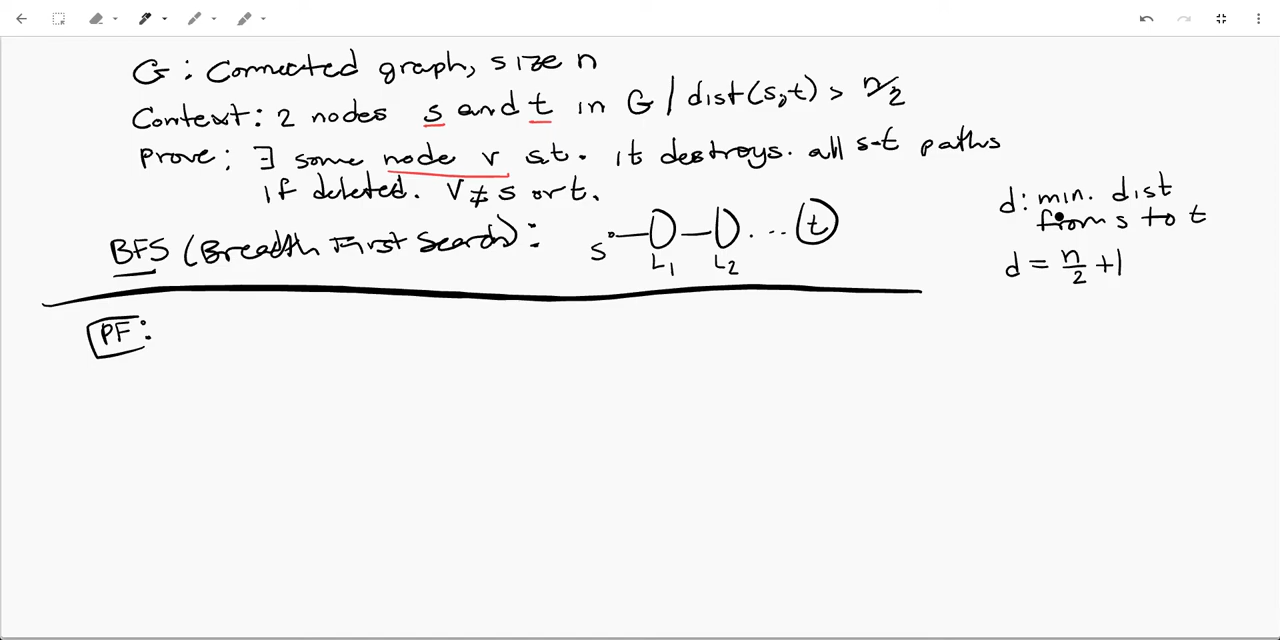 G : Connected graph, size n
Context: 2 nodes s and t in G / dist(s,t) > n/2
Prove: ∃ some node v s.t. it destroys. all s-t paths
if deleted. V ≠ s or t.
BFS (Breadth First Search) :
s
L1
L2
...
t
d: min. dist
from s to t
d = n/2 + 1
PF: